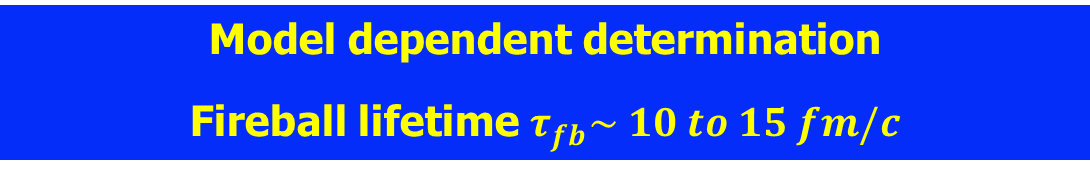 Model dependent determination
Fireball lifetime τ_fb ~ 10 to 15 fm/c